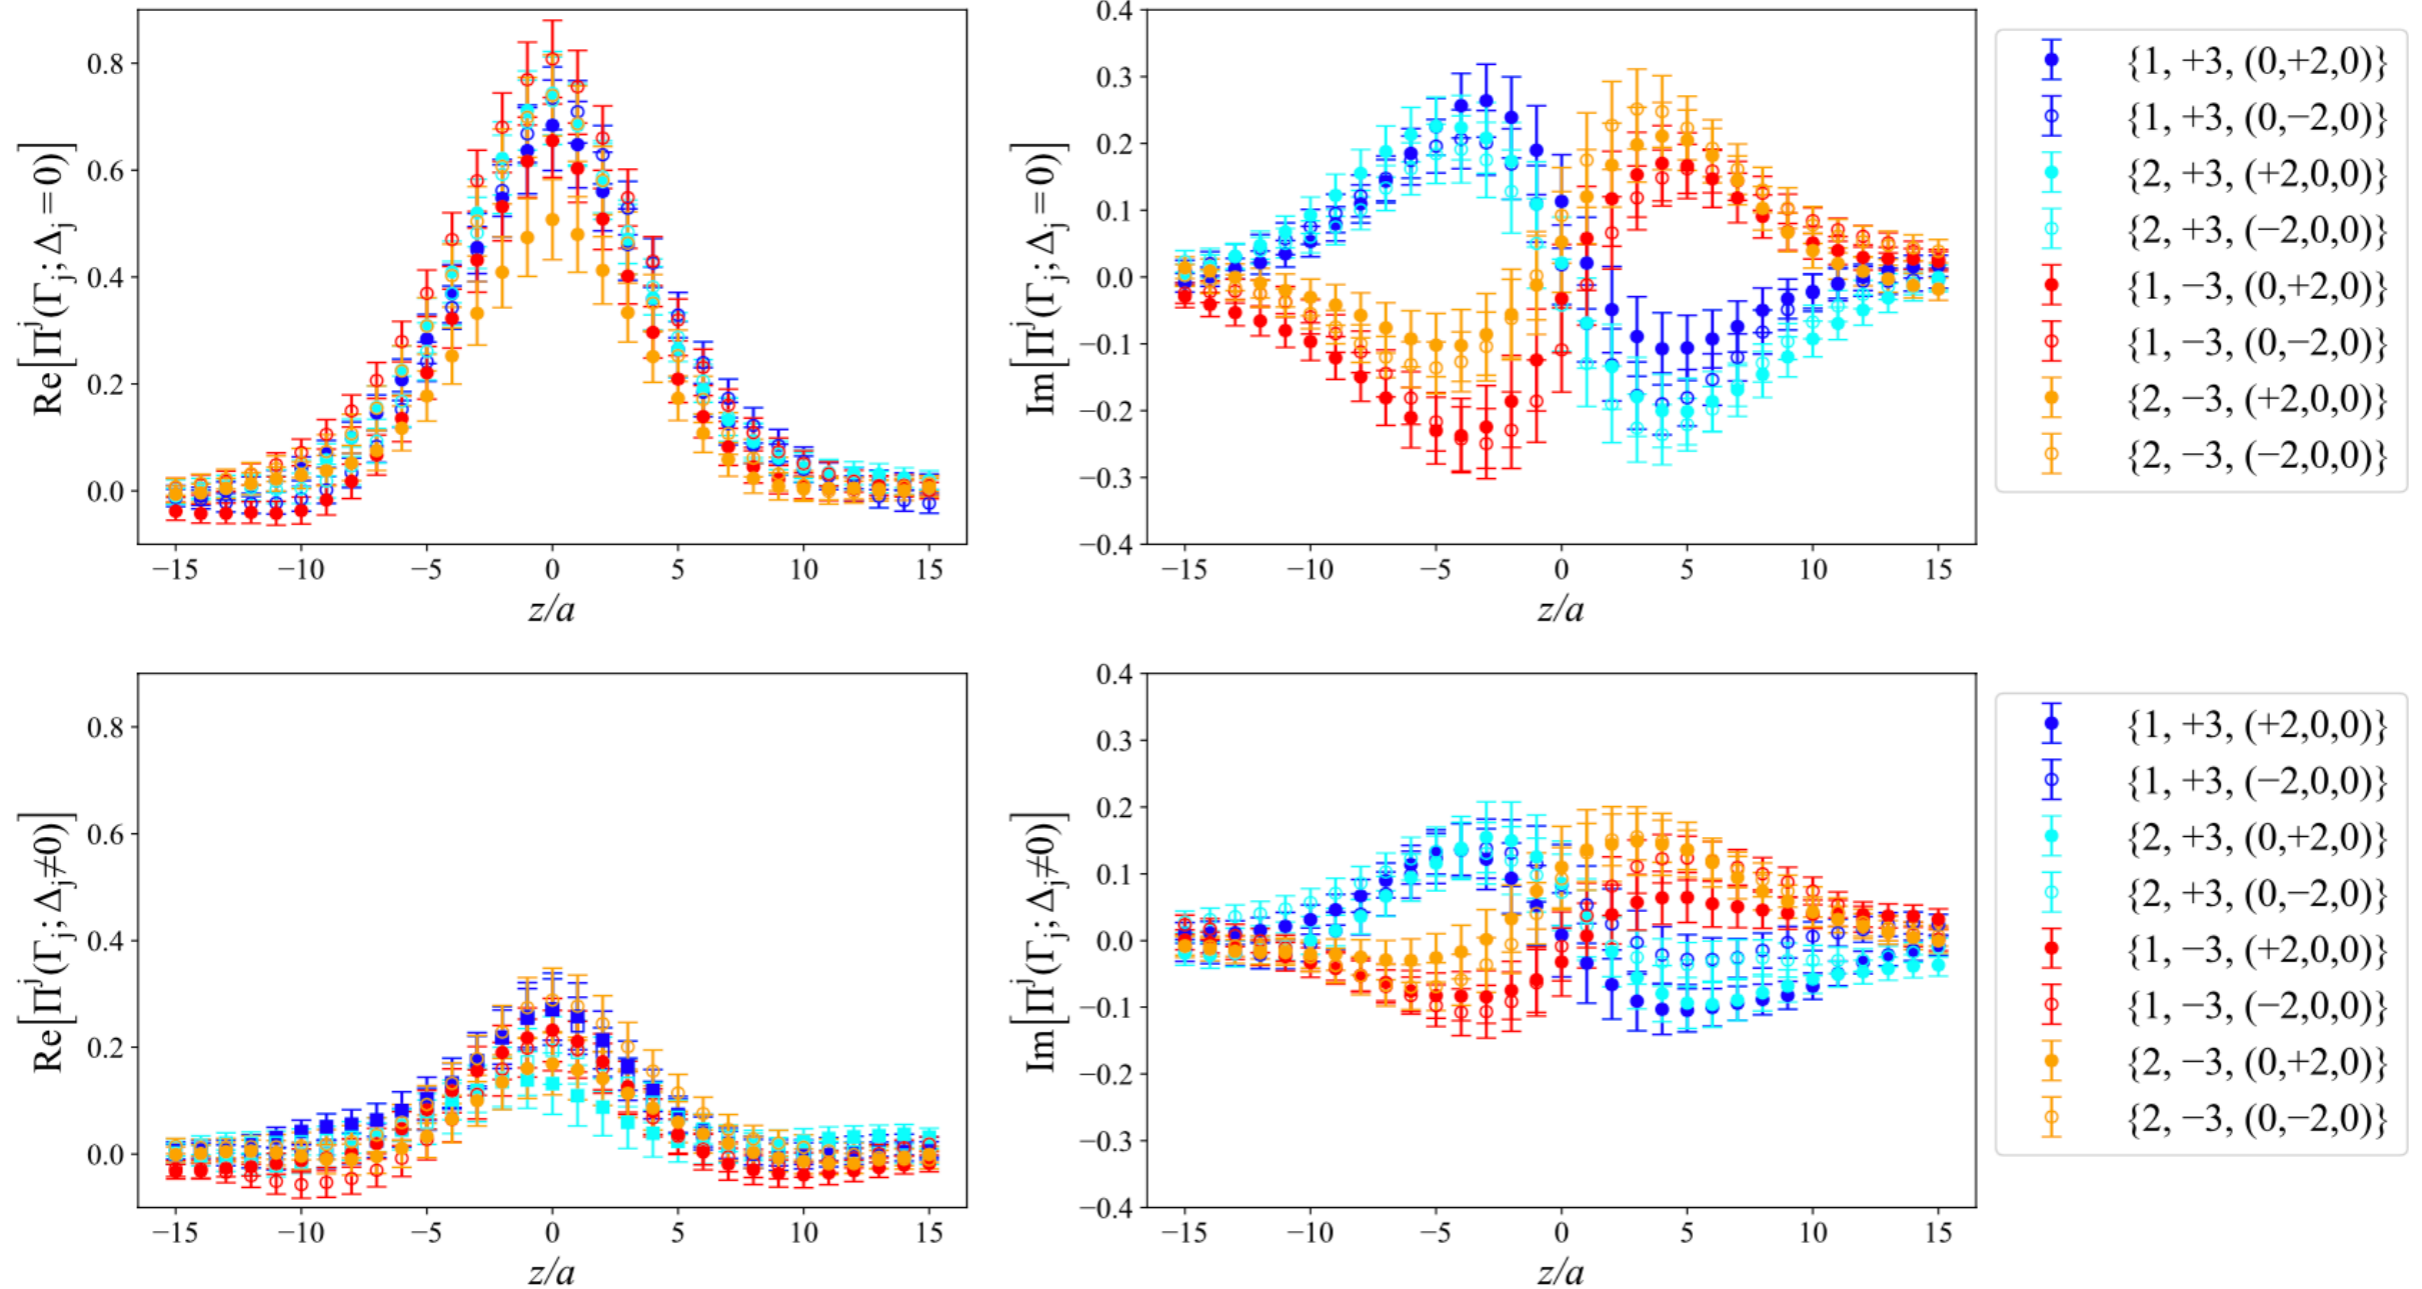 Re[Π^j(Γ_j; Δ_j = 0)]
0.8
0.6
0.4
0.2
0.0
−15 −10 −5 0 5 10 15
z/a
Im[Π^j(Γ_j; Δ_j = 0)]
0.4
0.3
0.2
0.1
0.0
−0.1
−0.2
−0.3
−0.4
−15 −10 −5 0 5 10 15
z/a
{1, +3, (0,+2,0)}
{1, +3, (0,−2,0)}
{2, +3, (+2,0,0)}
{2, +3, (−2,0,0)}
{1, −3, (0,+2,0)}
{1, −3, (0,−2,0)}
{2, −3, (+2,0,0)}
{2, −3, (−2,0,0)}
Re[Π^j(Γ_j; Δ_j≠0)]
0.8
0.6
0.4
0.2
0.0
−15 −10 −5 0 5 10 15
z/a
Im[Π^j(Γ_j; Δ_j≠0)]
0.4
0.3
0.2
0.1
0.0
−0.1
−0.2
−0.3
−0.4
−15 −10 −5 0 5 10 15
z/a
{1, +3, (+2,0,0)}
{1, +3, (−2,0,0)}
{2, +3, (0,+2,0)}
{2, +3, (0,−2,0)}
{1, −3, (+2,0,0)}
{1, −3, (−2,0,0)}
{2, −3, (0,+2,0)}
{2, −3, (0,−2,0)}